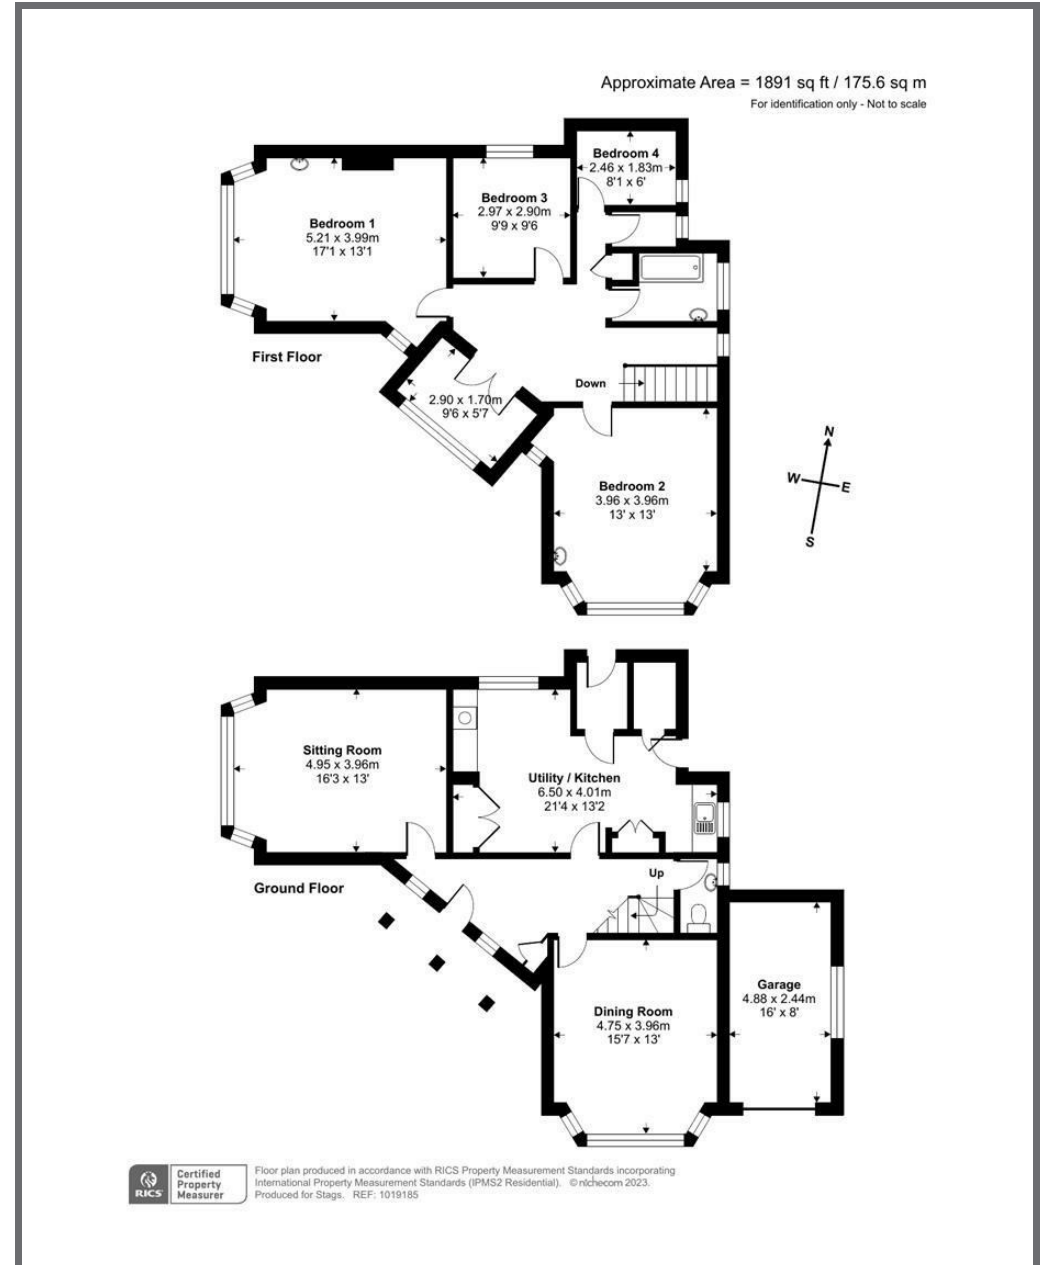 Approximate Area = 1891 sq ft / 175.6 sq m
For identification only - Not to scale
Bedroom 4
2.46 x 1.83m
8'1 x 6'
Bedroom 3
2.97 x 2.90m
9'9 x 9'6
Bedroom 1
5.21 x 3.99m
17'1 x 13'1
First Floor
Down
2.90 x 1.70m
9'6 x 5'7
N
W
E
S
Bedroom 2
3.96 x 3.96m
13' x 13'
Sitting Room
4.95 x 3.96m
16'3 x 13'
Utility / Kitchen
6.50 x 4.01m
21'4 x 13'2
Ground Floor
Up
Garage
4.88 x 2.44m
16' x 8'
Dining Room
4.75 x 3.96m
15'7 x 13'
RICS
Certified
Property
Measurer
Floor plan produced in accordance with RICS Property Measurement Standards incorporating
International Property Measurement Standards (IPMS2 Residential). © nichecom 2023.
Produced for Stags. REF: 1019185